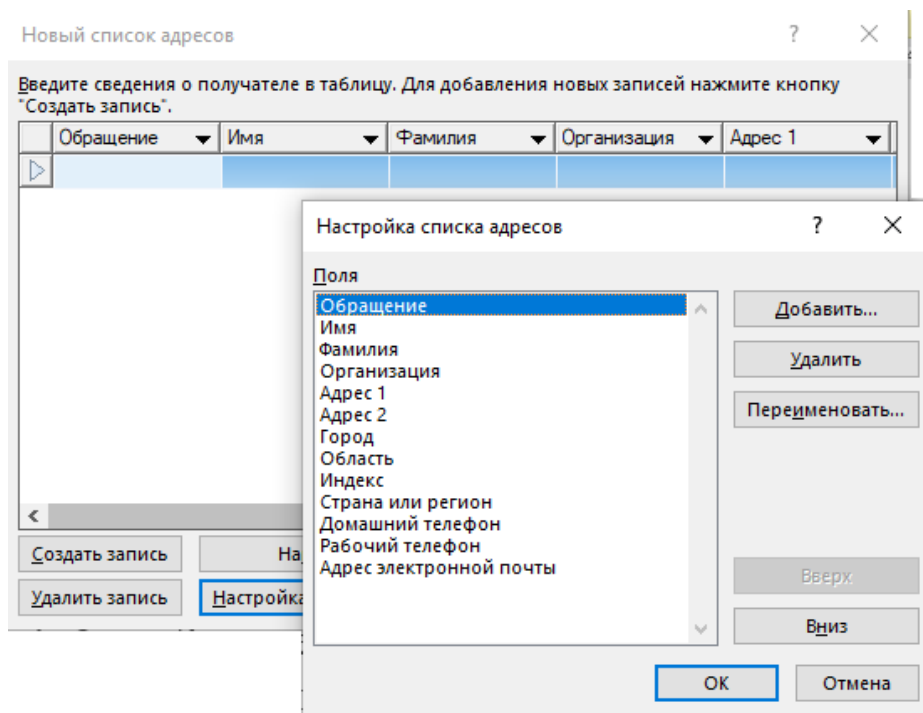 Новый список адресов
Введите сведения о получателе в таблицу. Для добавления новых записей нажмите кнопку
"Создать запись".
Обращение Имя Фамилия Организация Адрес 1
Настройка списка адресов
Поля
Обращение
Имя
Фамилия
Организация
Адрес 1
Адрес 2
Город
Область
Индекс
Страна или регион
Домашний телефон
Рабочий телефон
Адрес электронной почты
Добавить...
Удалить
Переименовать...
Вверх
Вниз
ОК Отмена
Создать запись На
Удалить запись Настройка